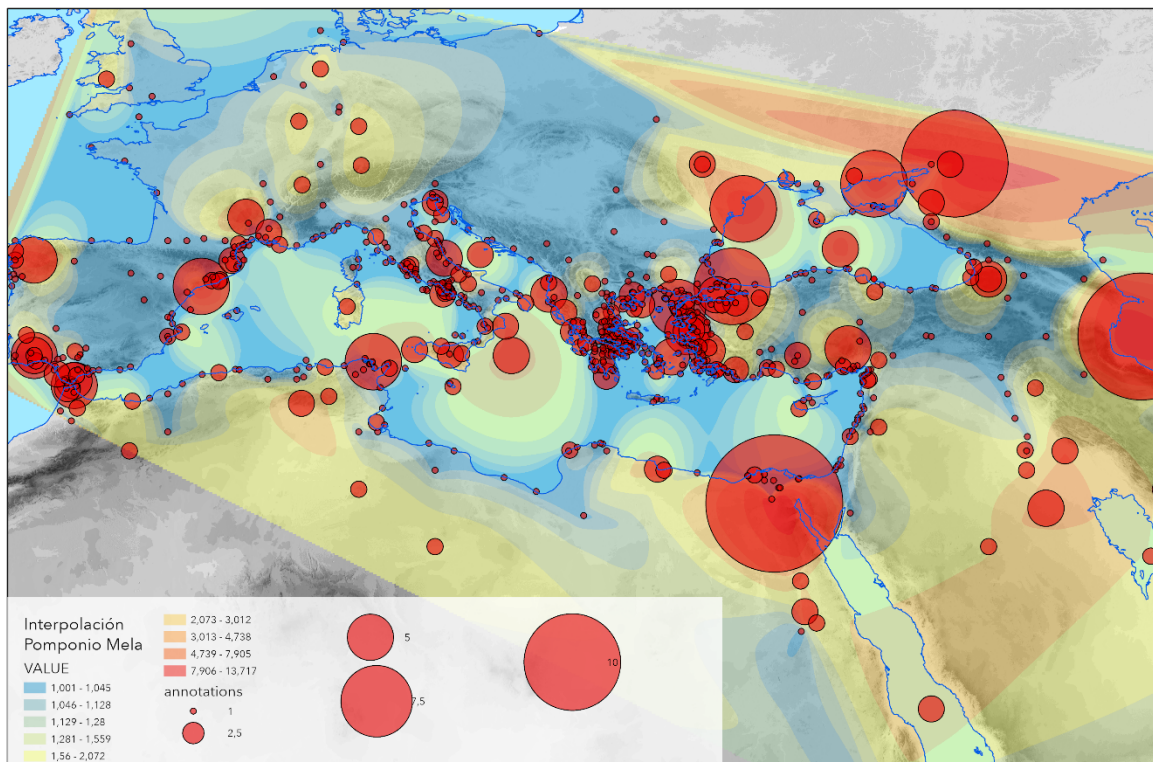 Interpolación
Pomponio Mela
VALUE
1,001 - 1,045
1,046 - 1,128
1,129 - 1,28
1,281 - 1,559
1,56 - 2,072
2,073 - 3,012
3,013 - 4,738
4,739 - 7,905
7,906 - 13,717
annotations
1
2,5
5
7,5
10